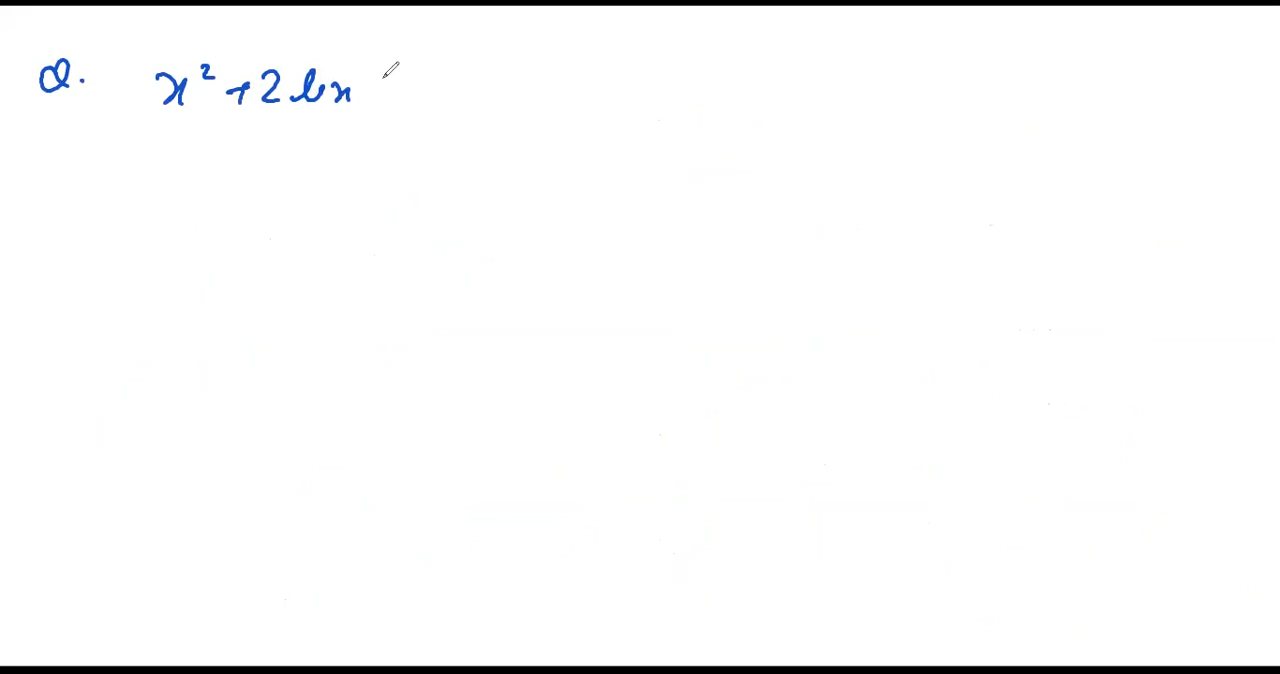 Q. x² + 2bx